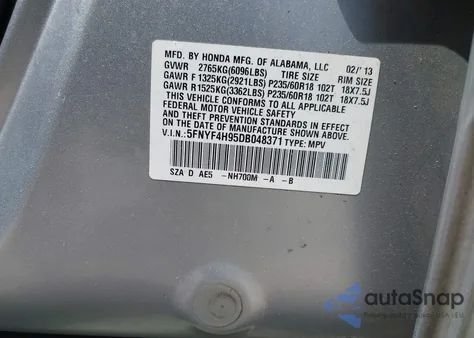 MFD. BY HONDA MFG. OF ALABAMA, LLC 02/'13
GVWR 2765KG(6096LBS) TIRE SIZE RIM SIZE
GAWR F 1325KG(2921LBS) P235/60R18 102T 18X7.5J
GAWR R 1525KG(3362LBS) P235/60R18 102T 18X7.5J
THIS VEHICLE CONFORMS TO ALL APPLICABLE
FEDERAL MOTOR VEHICLE SAFETY
AND THEFT PREVENTION STANDARDS IN EFFECT
ON THE DATE OF MANUFACTURE SHOWN ABOVE.
V.I.N.: 5FNYF4H95DB048371 TYPE: MPV
SZA D AE5 -NH700M -A -B
autoSnap